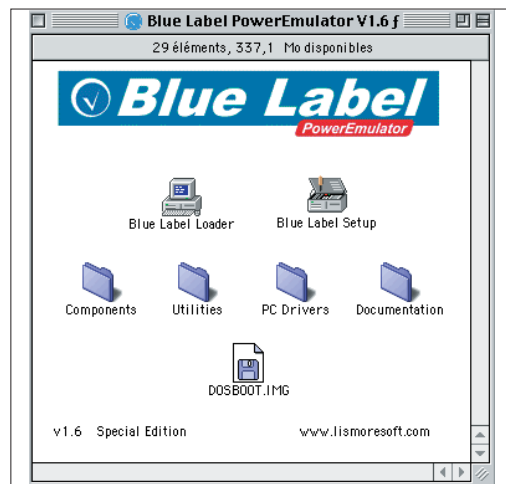 Blue Label PowerEmulator V1.6 ƒ
29 éléments, 337,1 Mo disponibles
Blue Label
PowerEmulator
Blue Label Loader
Blue Label Setup
Components
Utilities
PC Drivers
Documentation
DOSBOOT.IMG
v1.6 Special Edition
www.lismoresoft.com